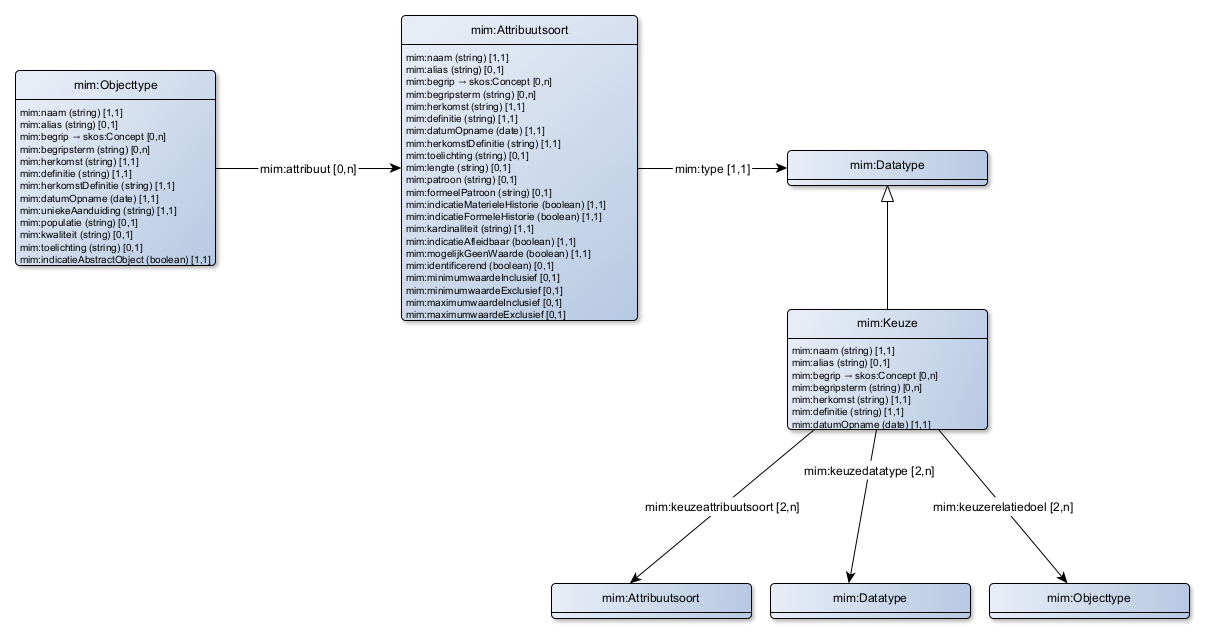 mim:Objecttype
mim:naam (string) [1,1]
mim:alias (string) [0,1]
mim:begrip → skos:Concept [0,n]
mim:begripsterm (string) [0,n]
mim:herkomst (string) [1,1]
mim:definitie (string) [1,1]
mim:herkomstDefinitie (string) [1,1]
mim:datumOpname (date) [1,1]
mim:uniekeAanduiding (string) [1,1]
mim:populatie (string) [0,1]
mim:kwaliteit (string) [0,1]
mim:toelichting (string) [0,1]
mim:indicatieAbstractObject (boolean) [1,1]
mim:attribuut [0,n]
mim:Attribuutsoort
mim:naam (string) [1,1]
mim:alias (string) [0,1]
mim:begrip → skos:Concept [0,n]
mim:begripsterm (string) [0,n]
mim:herkomst (string) [1,1]
mim:definitie (string) [1,1]
mim:datumOpname (date) [1,1]
mim:herkomstDefinitie (string) [1,1]
mim:toelichting (string) [0,1]
mim:lengte (string) [0,1]
mim:patroon (string) [0,1]
mim:formeelPatroon (string) [0,1]
mim:indicatieMaterieleHistorie (boolean) [1,1]
mim:indicatieFormeleHistorie (boolean) [1,1]
mim:kardinaliteit (string) [1,1]
mim:indicatieAfleidbaar (boolean) [1,1]
mim:mogelijkGeenWaarde (boolean) [1,1]
mim:identificerend (boolean) [0,1]
mim:minimumwaardeInclusief [0,1]
mim:minimumwaardeExclusief [0,1]
mim:maximumwaardeInclusief [0,1]
mim:maximumwaardeExclusief [0,1]
mim:type [1,1]
mim:Datatype
mim:Keuze
mim:naam (string) [1,1]
mim:alias (string) [0,1]
mim:begrip → skos:Concept [0,n]
mim:begripsterm (string) [0,n]
mim:herkomst (string) [1,1]
mim:definitie (string) [1,1]
mim:datumOpname (date) [1,1]
mim:keuzedatatype [2,n]
mim:keuzeattribuutsoort [2,n]
mim:keuzerelatiedoel [2,n]
mim:Attribuutsoort
mim:Datatype
mim:Objecttype